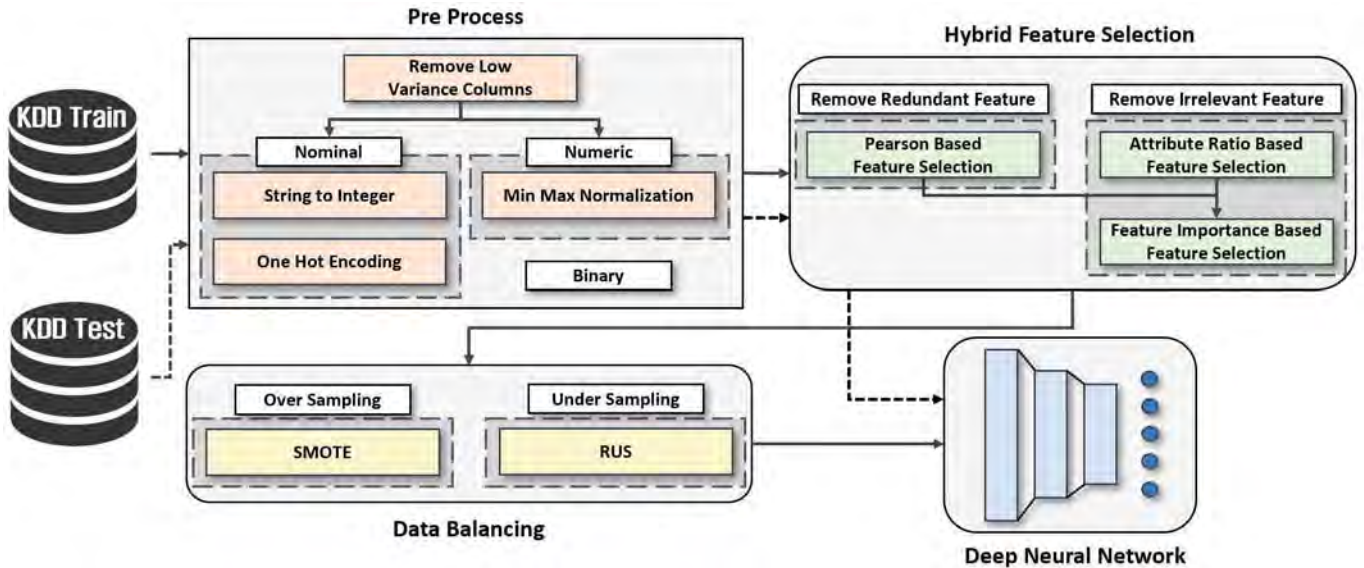 Pre Process
Hybrid Feature Selection
Remove Low
Variance Columns
KDD Train
Nominal
Numeric
String to Integer
Min Max Normalization
One Hot Encoding
Binary
Remove Redundant Feature
Remove Irrelevant Feature
Pearson Based
Feature Selection
Attribute Ratio Based
Feature Selection
Feature Importance Based
Feature Selection
KDD Test
Over Sampling
Under Sampling
SMOTE
RUS
Data Balancing
Deep Neural Network